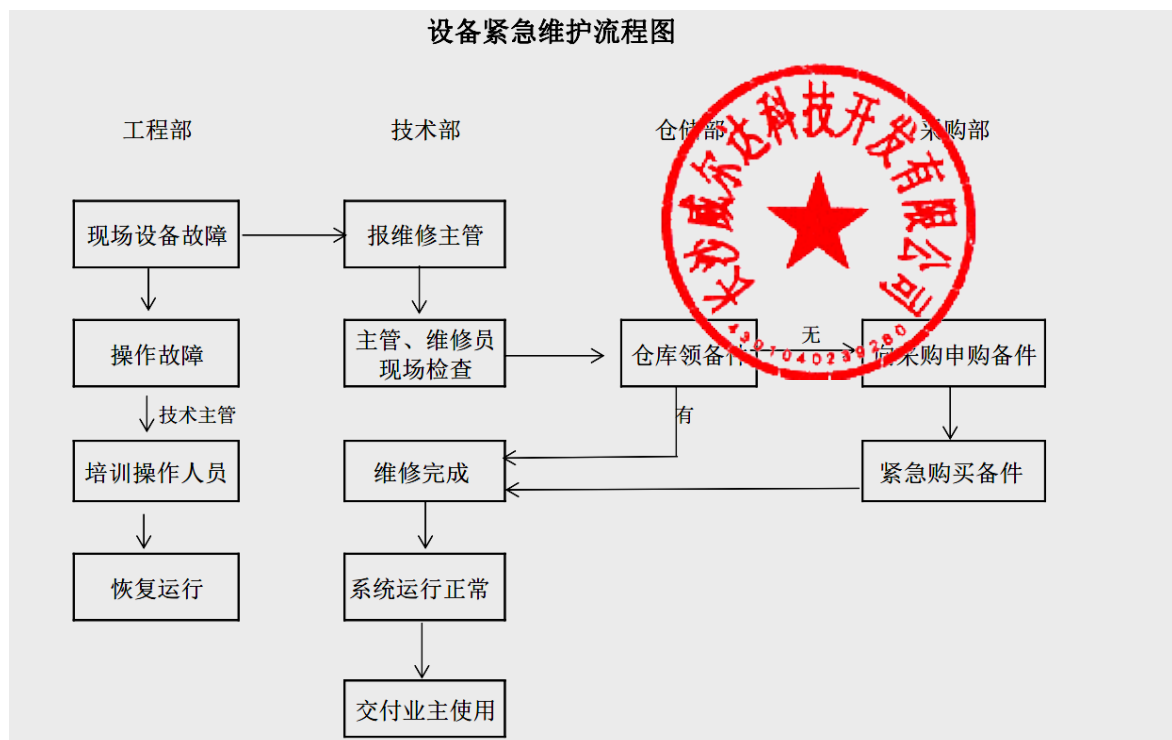 设备紧急维护流程图
工程部
技术部
仓储部
采购部
长沙威尔达科技开发有限公司
4301040239260
现场设备故障
报维修主管
操作故障
主管、维修员
现场检查
仓库领备件
无
向采购申购备件
技术主管
有
培训操作人员
维修完成
紧急购买备件
恢复运行
系统运行正常
交付业主使用